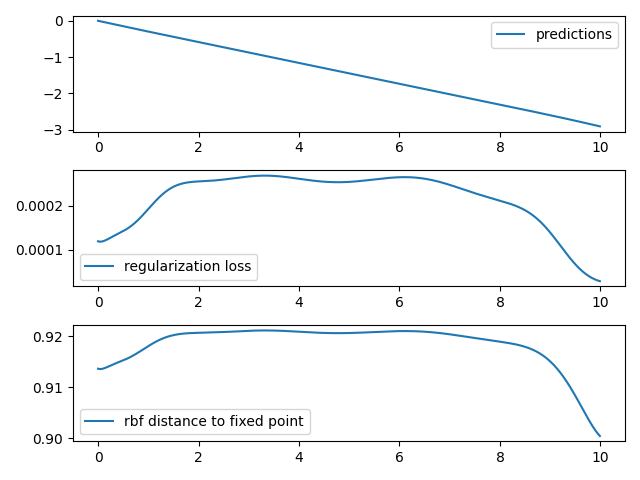 0
−1
−2
−3
predictions
0 2 4 6 8 10
0.0002
0.0001
regularization loss
0 2 4 6 8 10
0.92
0.91
0.90
rbf distance to fixed point
0 2 4 6 8 10